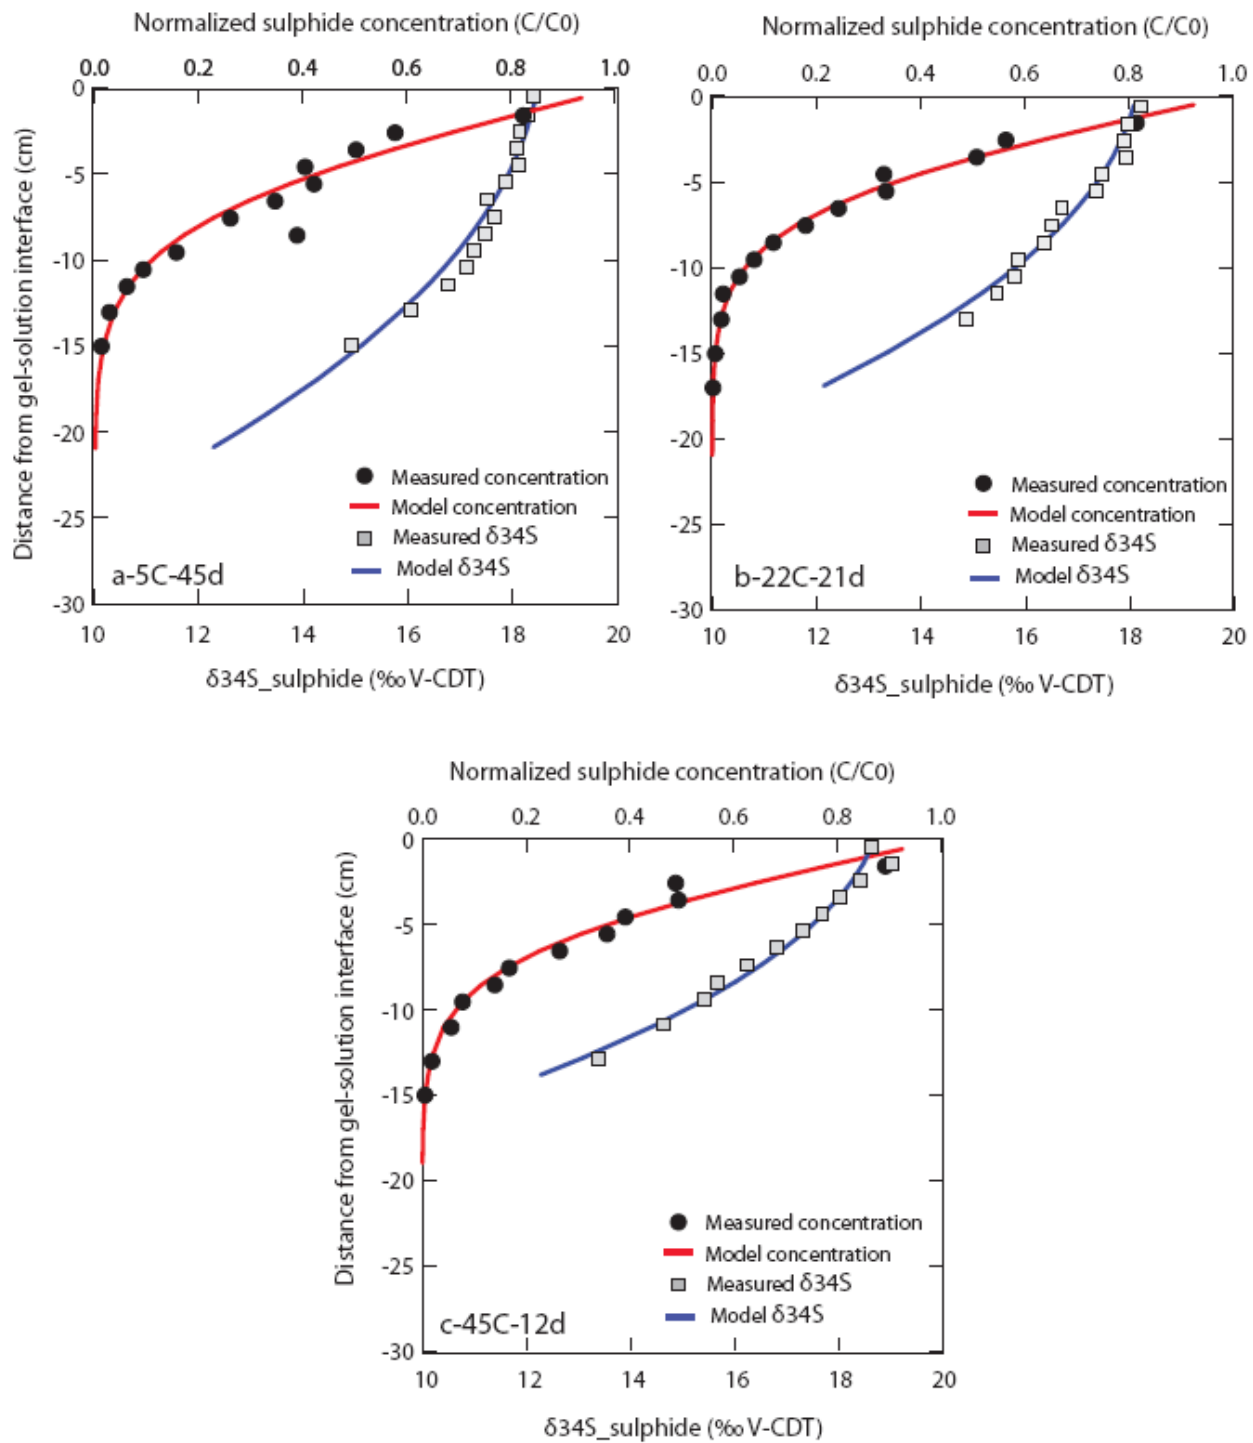 Normalized sulphide concentration (C/C0)
0.0 0.2 0.4 0.6 0.8 1.0
0
-5
-10
-15
-20
-25
-30
Distance from gel-solution interface (cm)
Measured concentration
Model concentration
Measured δ34S
Model δ34S
a-5C-45d
10 12 14 16 18 20
δ34S_sulphide (‰ V-CDT)
Normalized sulphide concentration (C/C0)
0.0 0.2 0.4 0.6 0.8 1.0
0
-5
-10
-15
-20
-25
-30
Measured concentration
Model concentration
Measured δ34S
Model δ34S
b-22C-21d
10 12 14 16 18 20
δ34S_sulphide (‰ V-CDT)
Normalized sulphide concentration (C/C0)
0.0 0.2 0.4 0.6 0.8 1.0
0
-5
-10
-15
-20
-25
-30
Distance from gel-solution interface (cm)
Measured concentration
Model concentration
Measured δ34S
Model δ34S
c-45C-12d
10 12 14 16 18 20
δ34S_sulphide (‰ V-CDT)